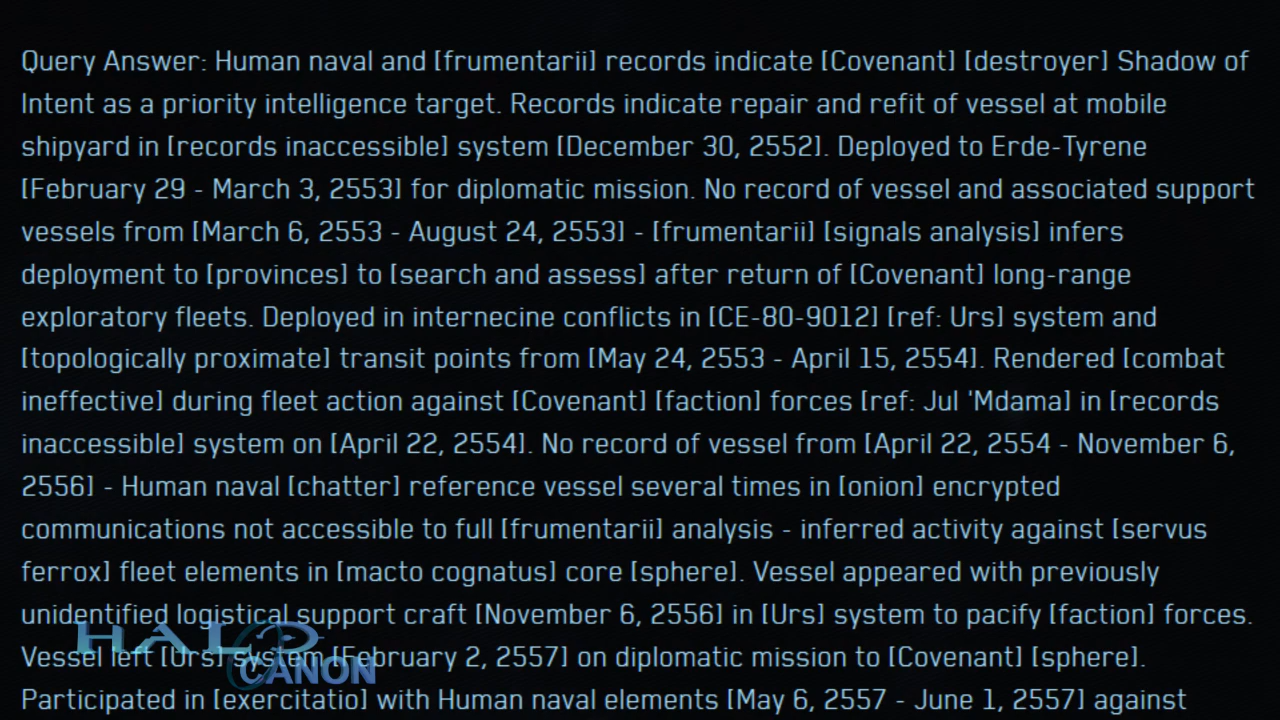 Query Answer: Human naval and [frumentarii] records indicate [Covenant] [destroyer] Shadow of
Intent as a priority intelligence target. Records indicate repair and refit of vessel at mobile
shipyard in [records inaccessible] system [December 30, 2552]. Deployed to Erde-Tyrene
[February 29 - March 3, 2553] for diplomatic mission. No record of vessel and associated support
vessels from [March 6, 2553 - August 24, 2553] - [frumentarii] [signals analysis] infers
deployment to [provinces] to [search and assess] after return of [Covenant] long-range
exploratory fleets. Deployed in internecine conflicts in [CE-80-9012] [ref: Urs] system and
[topologically proximate] transit points from [May 24, 2553 - April 15, 2554]. Rendered [combat
ineffective] during fleet action against [Covenant] [faction] forces [ref: Jul 'Mdama] in [records
inaccessible] system on [April 22, 2554]. No record of vessel from [April 22, 2554 - November 6,
2556] - Human naval [chatter] reference vessel several times in [onion] encrypted
communications not accessible to full [frumentarii] analysis - inferred activity against [servus
ferrox] fleet elements in [macto cognatus] core [sphere]. Vessel appeared with previously
unidentified logistical support craft [November 6, 2556] in [Urs] system to pacify [faction] forces.
Vessel left [Urs] system [February 2, 2557] on diplomatic mission to [Covenant] [sphere].
Participated in [exercitatio] with Human naval elements [May 6, 2557 - June 1, 2557] against
HALO
CANON